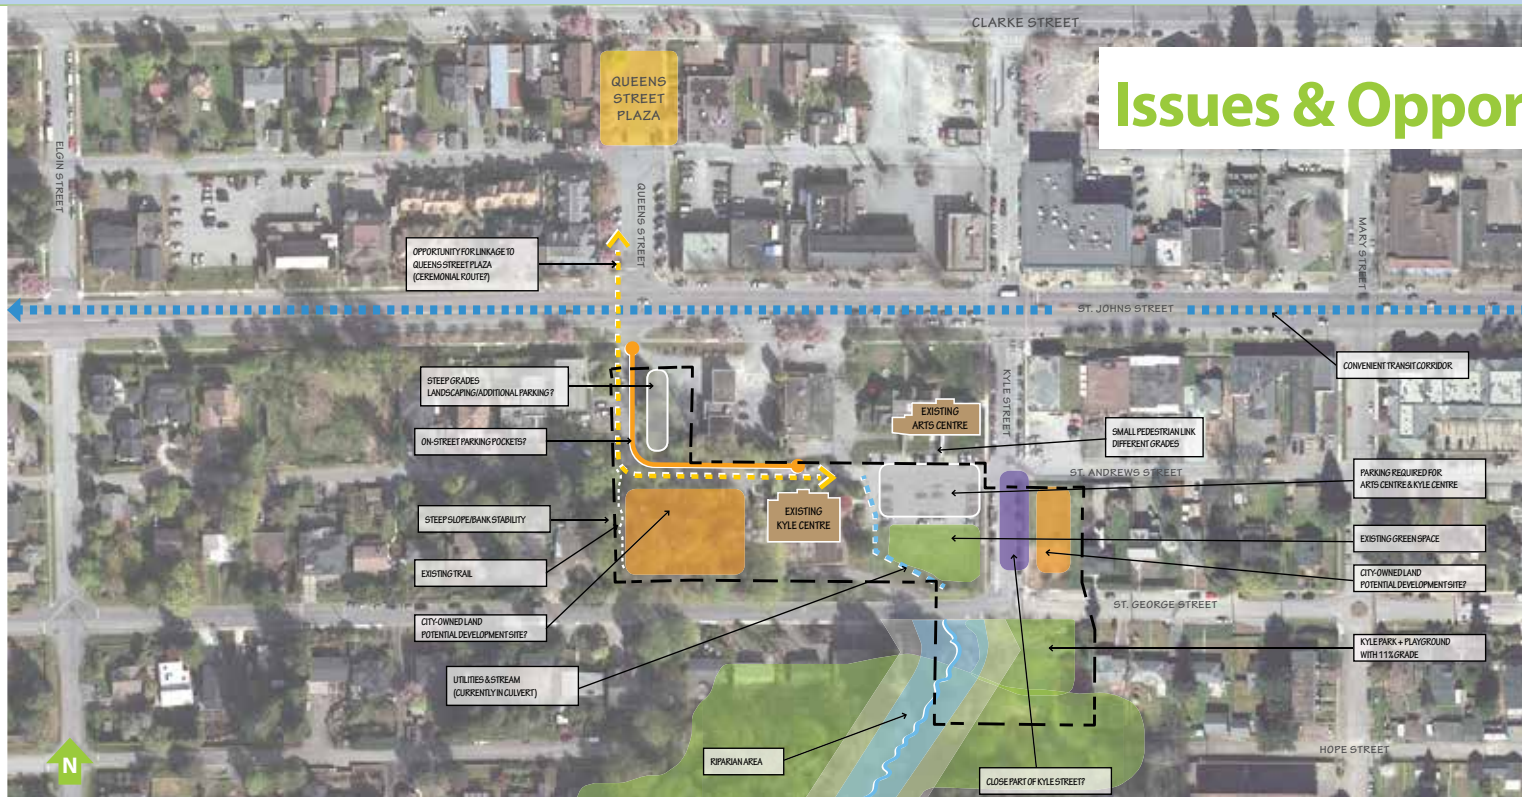 CLARKE STREET
Issues & Oppor
QUEENS
STREET
PLAZA
ELGIN STREET
QUEENS STREET
MARY STREET
OPPORTUNITY FOR LINKAGE TO
QUEENS STREET PLAZA
(CEREMONIAL ROUTE?)
ST. JOHNS STREET
CONVENIENT TRANSIT CORRIDOR
STEEP GRADES
LANDSCAPING/ADDITIONAL PARKING?
KYLE STREET
EXISTING
ARTS CENTRE
SMALL PEDESTRIAN LINK
DIFFERENT GRADES
ON-STREET PARKING POCKETS?
ST. ANDREWS STREET
PARKING REQUIRED FOR
ARTS CENTRE & KYLE CENTRE
EXISTING
KYLE CENTRE
STEEP SLOPE/BANK STABILITY
EXISTING GREEN SPACE
EXISTING TRAIL
CITY-OWNED LAND
POTENTIAL DEVELOPMENT SITE?
ST. GEORGE STREET
CITY-OWNED LAND
POTENTIAL DEVELOPMENT SITE?
KYLE PARK + PLAYGROUND
WITH 11% GRADE
UTILITIES & STREAM
(CURRENTLY IN CULVERT)
HOPE STREET
RIPARIAN AREA
N
CLOSE PART OF KYLE STREET?